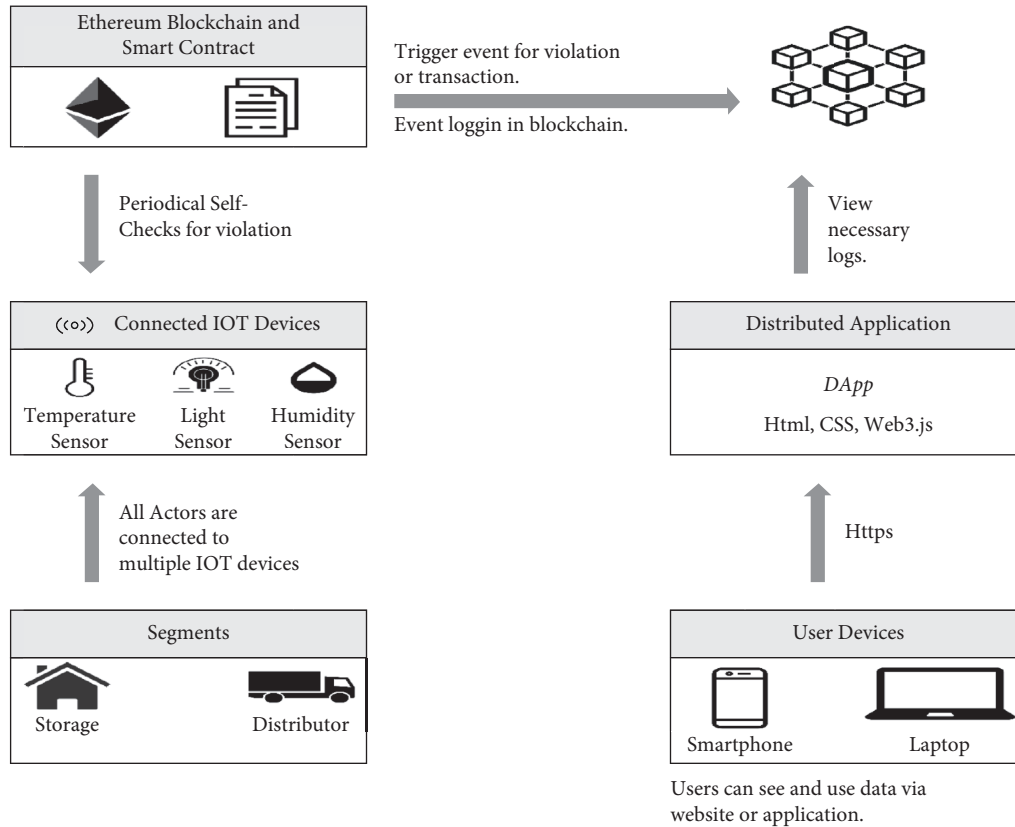 Ethereum Blockchain and
Smart Contract
Trigger event for violation
or transaction.
Event loggin in blockchain.
Periodical Self-
Checks for violation
View
necessary
logs.
Connected IOT Devices
Temperature
Sensor
Light
Sensor
Humidity
Sensor
Distributed Application
DApp
Html, CSS, Web3.js
All Actors are
connected to
multiple IOT devices
Https
Segments
Storage
Distributor
User Devices
Smartphone
Laptop
Users can see and use data via
website or application.